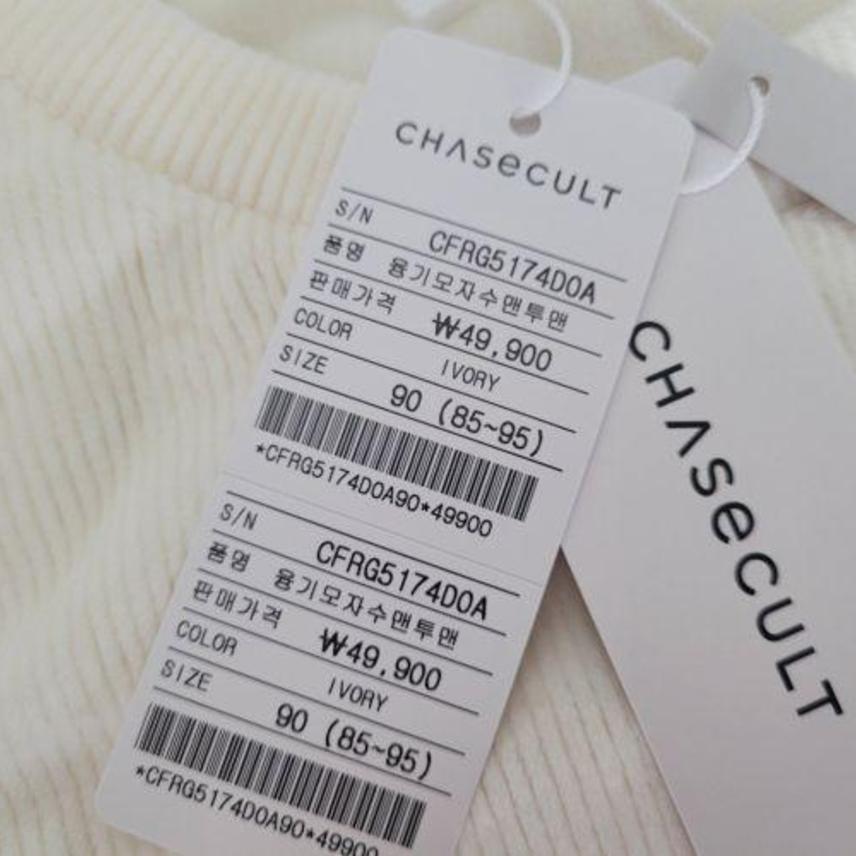 CHASeCULT
S/N CFRG5174D0A
품명 융기모자수맨투맨
판매가격 ₩49,900
COLOR IVORY
SIZE 90 (85~95)
*CFRG5174D0A90*49900
S/N CFRG5174D0A
품명 융기모자수맨투맨
판매가격 ₩49,900
COLOR IVORY
SIZE 90 (85~95)
*CFRG5174D0A90*49900
CHASeCULT